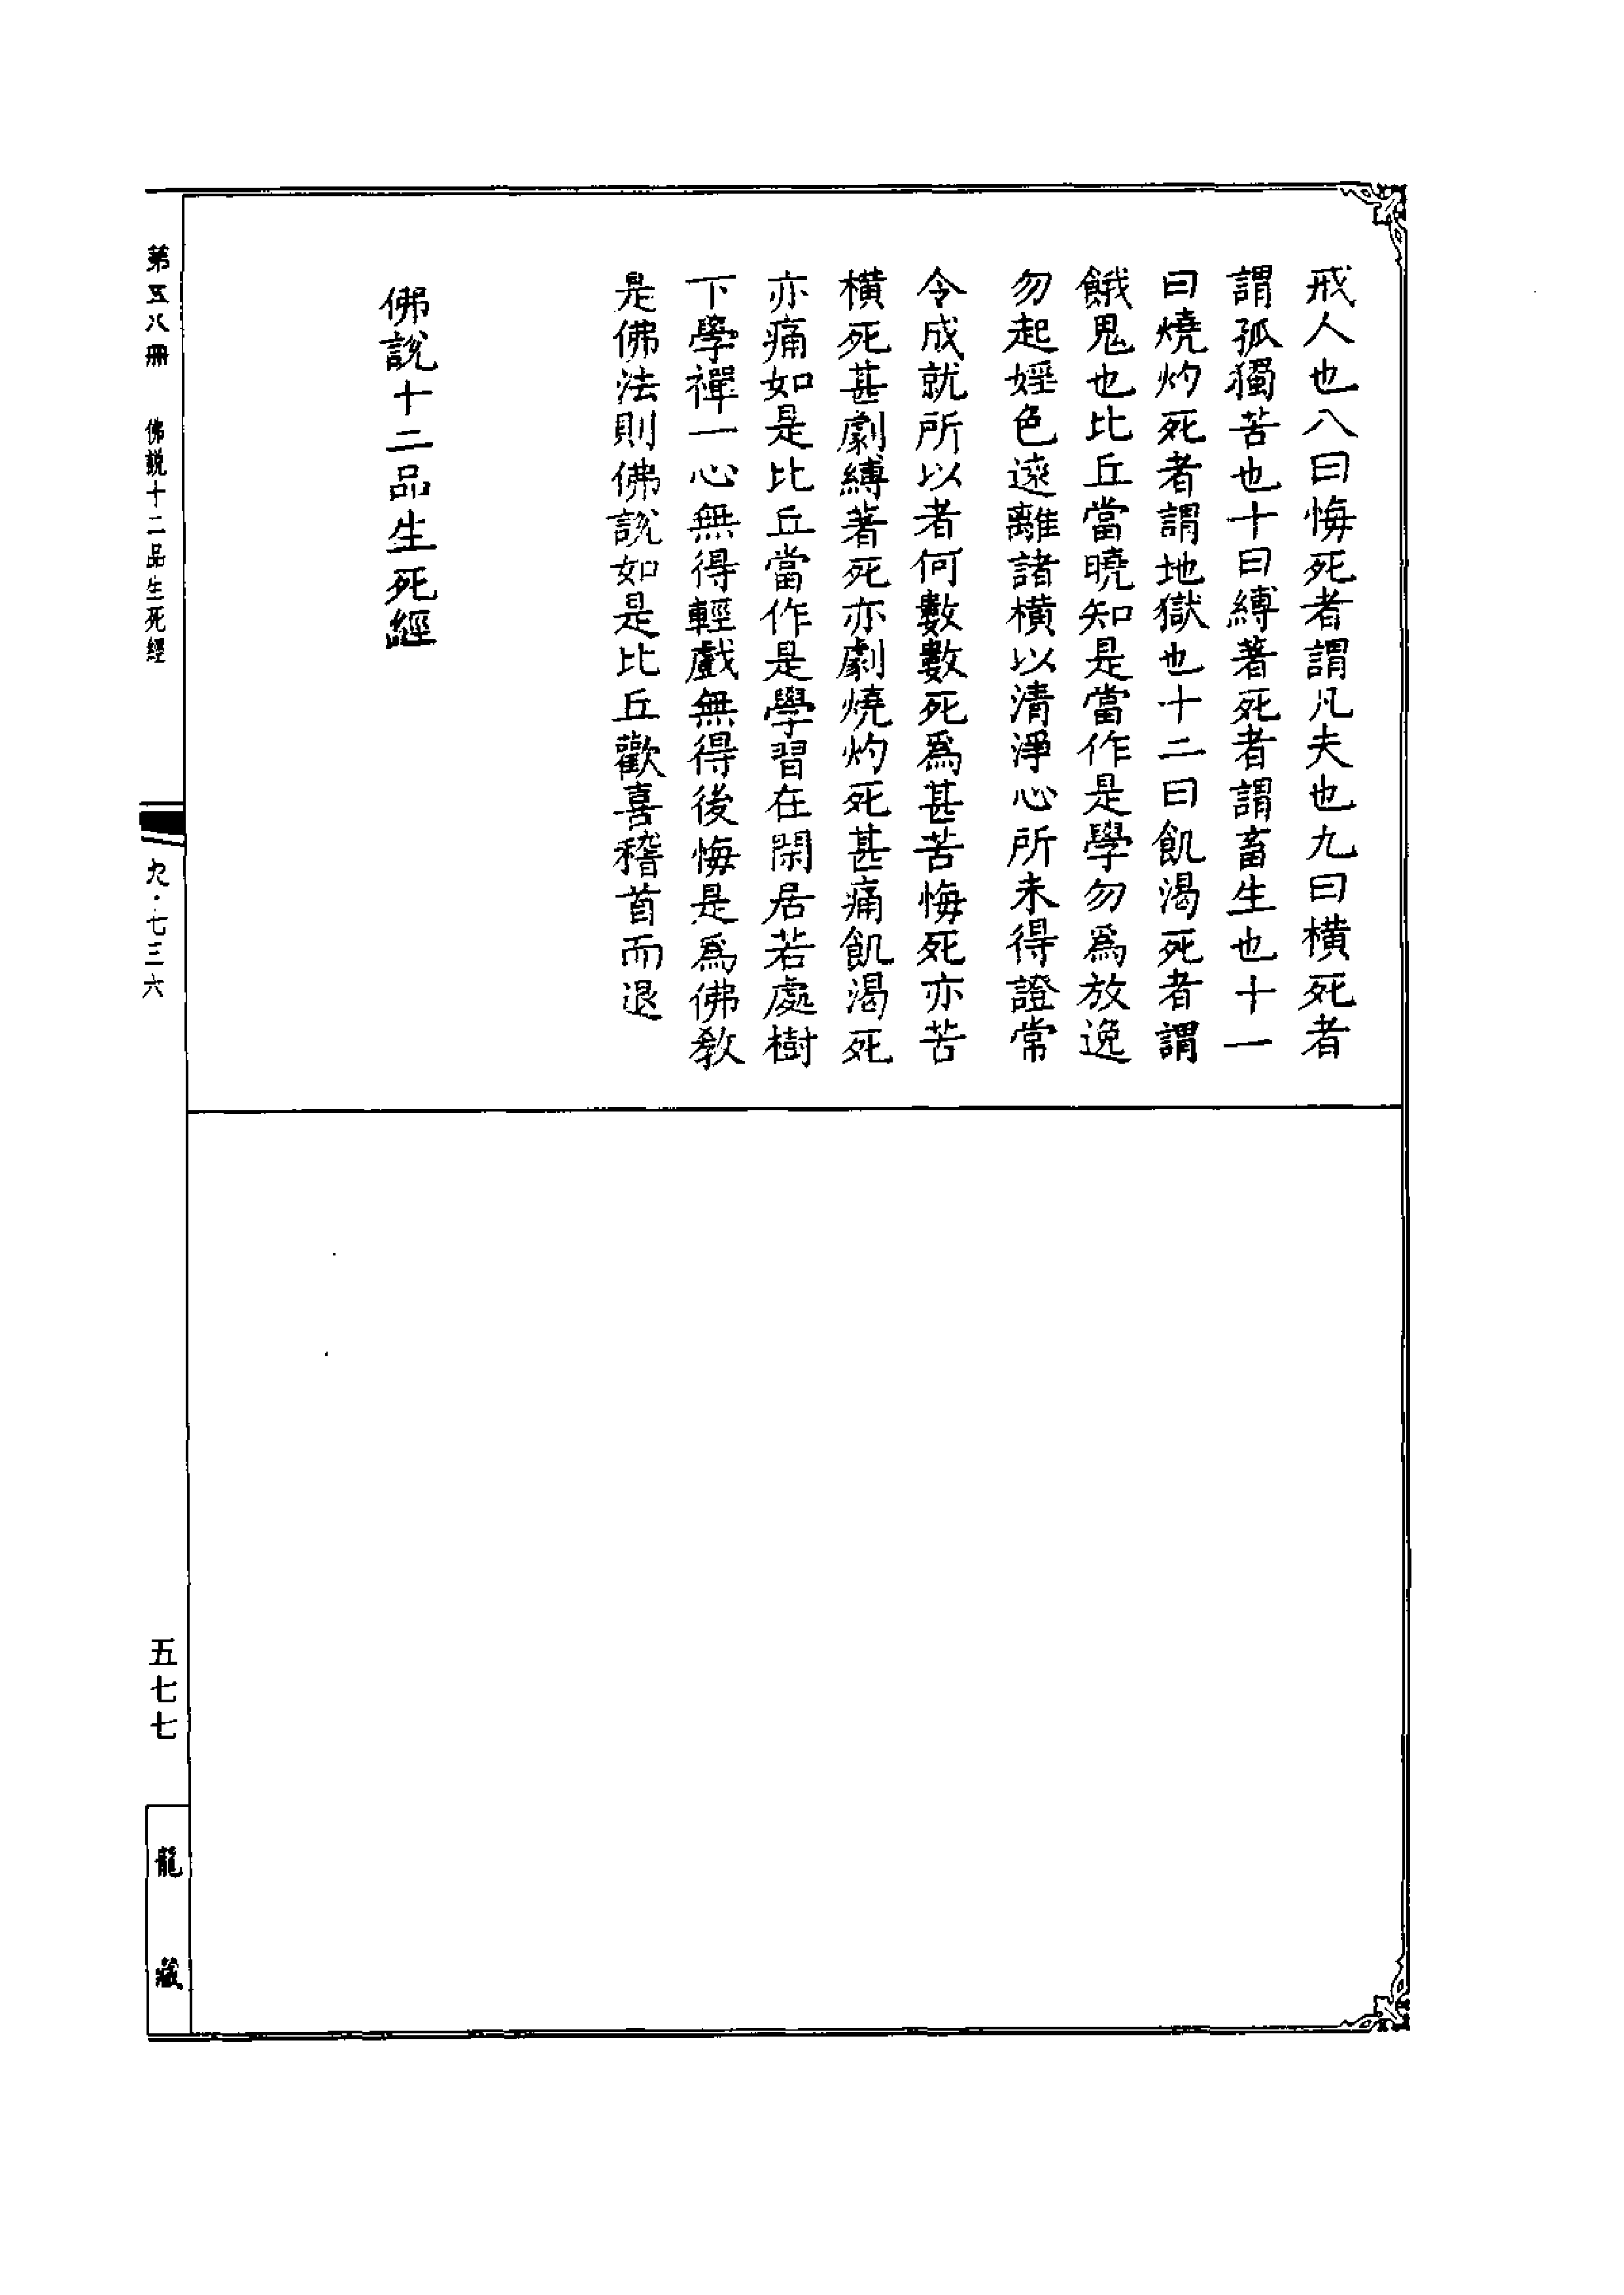 戒人也八曰悔死者謂凡夫也九曰橫死者
謂孤獨苦也十曰縛著死者謂畜生也十一
曰燒灼死者謂地獄也十二曰飢渴死者謂
餓鬼也比丘當曉知是當作是學勿爲放逸
勿起婬色遠離諸橫以清淨心所未得證常
令成就所以者何數數死爲甚苦悔死亦苦
橫死甚劇縛著死亦劇燒灼死甚痛飢渴死
亦痛如是比丘當作是學習在閑居若處樹
下學禪一心無得輕戲無得後悔是爲佛敎
是佛法則佛說如是比丘歡喜稽首而退
佛說十二品生死經
第五八冊 佛說十二品生死經
九·七三六
五七七
龍藏